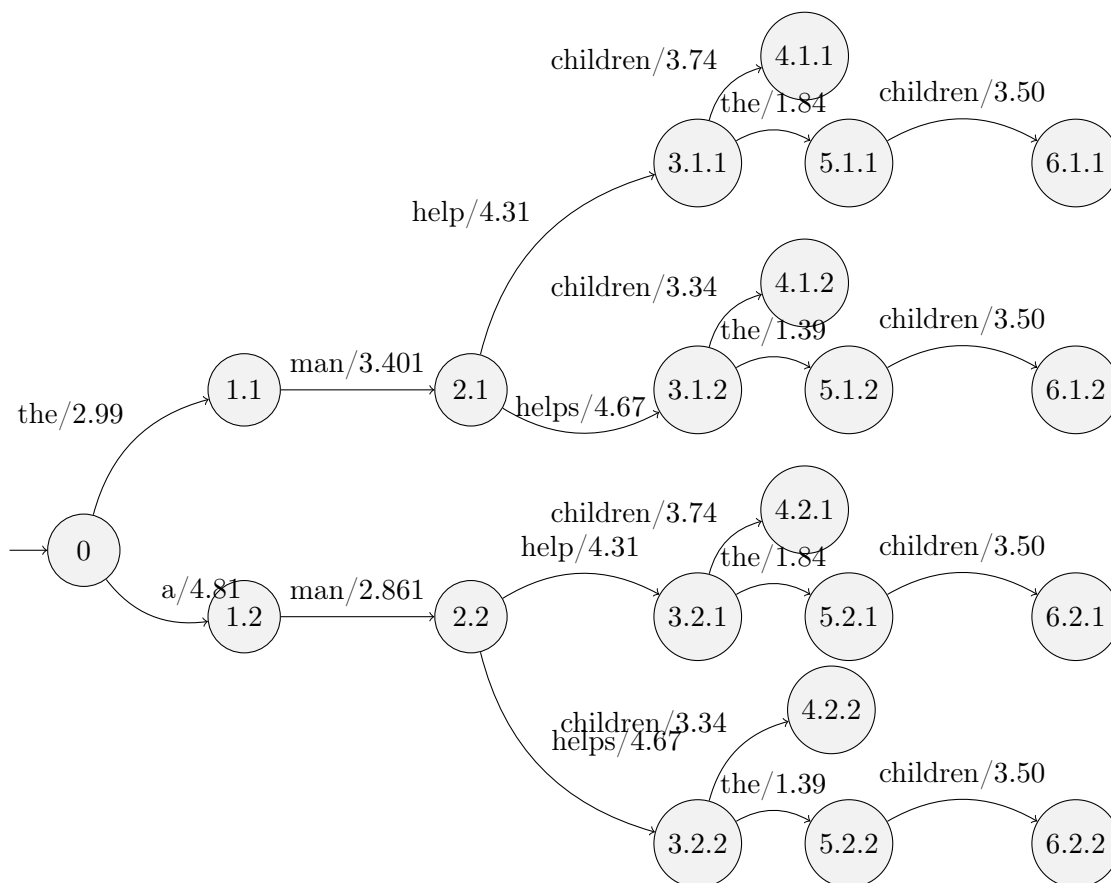 children/3.74
4.1.1
the/1.84
children/3.50
3.1.1
5.1.1
6.1.1
help/4.31
children/3.34
4.1.2
the/1.39
children/3.50
man/3.401
1.1
2.1
helps/4.67
3.1.2
5.1.2
6.1.2
the/2.99
children/3.74
4.2.1
0
help/4.31
the/1.84
children/3.50
a/4.81
man/2.861
1.2
2.2
3.2.1
5.2.1
6.2.1
children/3.34
4.2.2
helps/4.67
the/1.39
children/3.50
3.2.2
5.2.2
6.2.2